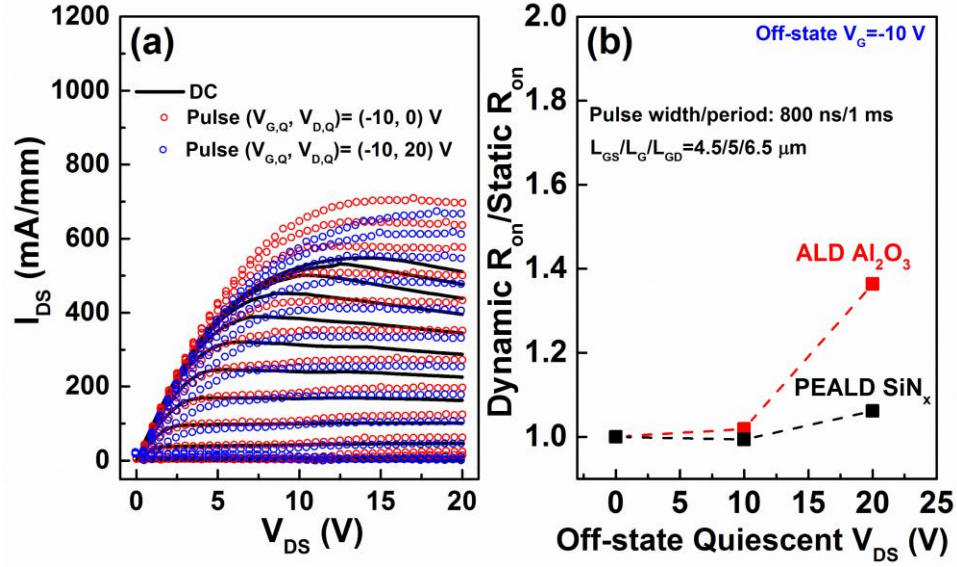 (a)
1200
1000
800
600
400
200
0
I_DS (mA/mm)
DC
Pulse (V_G,Q, V_D,Q)= (-10, 0) V
Pulse (V_G,Q, V_D,Q)= (-10, 20) V
0 5 10 15 20
V_DS (V)
(b)
2.0
1.8
1.6
1.4
1.2
1.0
Dynamic R_on/Static R_on
Off-state V_G=-10 V
Pulse width/period: 800 ns/1 ms
L_GS/L_G/L_GD=4.5/5/6.5 μm
ALD Al₂O₃
PEALD SiN_x
0 5 10 15 20 25
Off-state Quiescent V_DS (V)